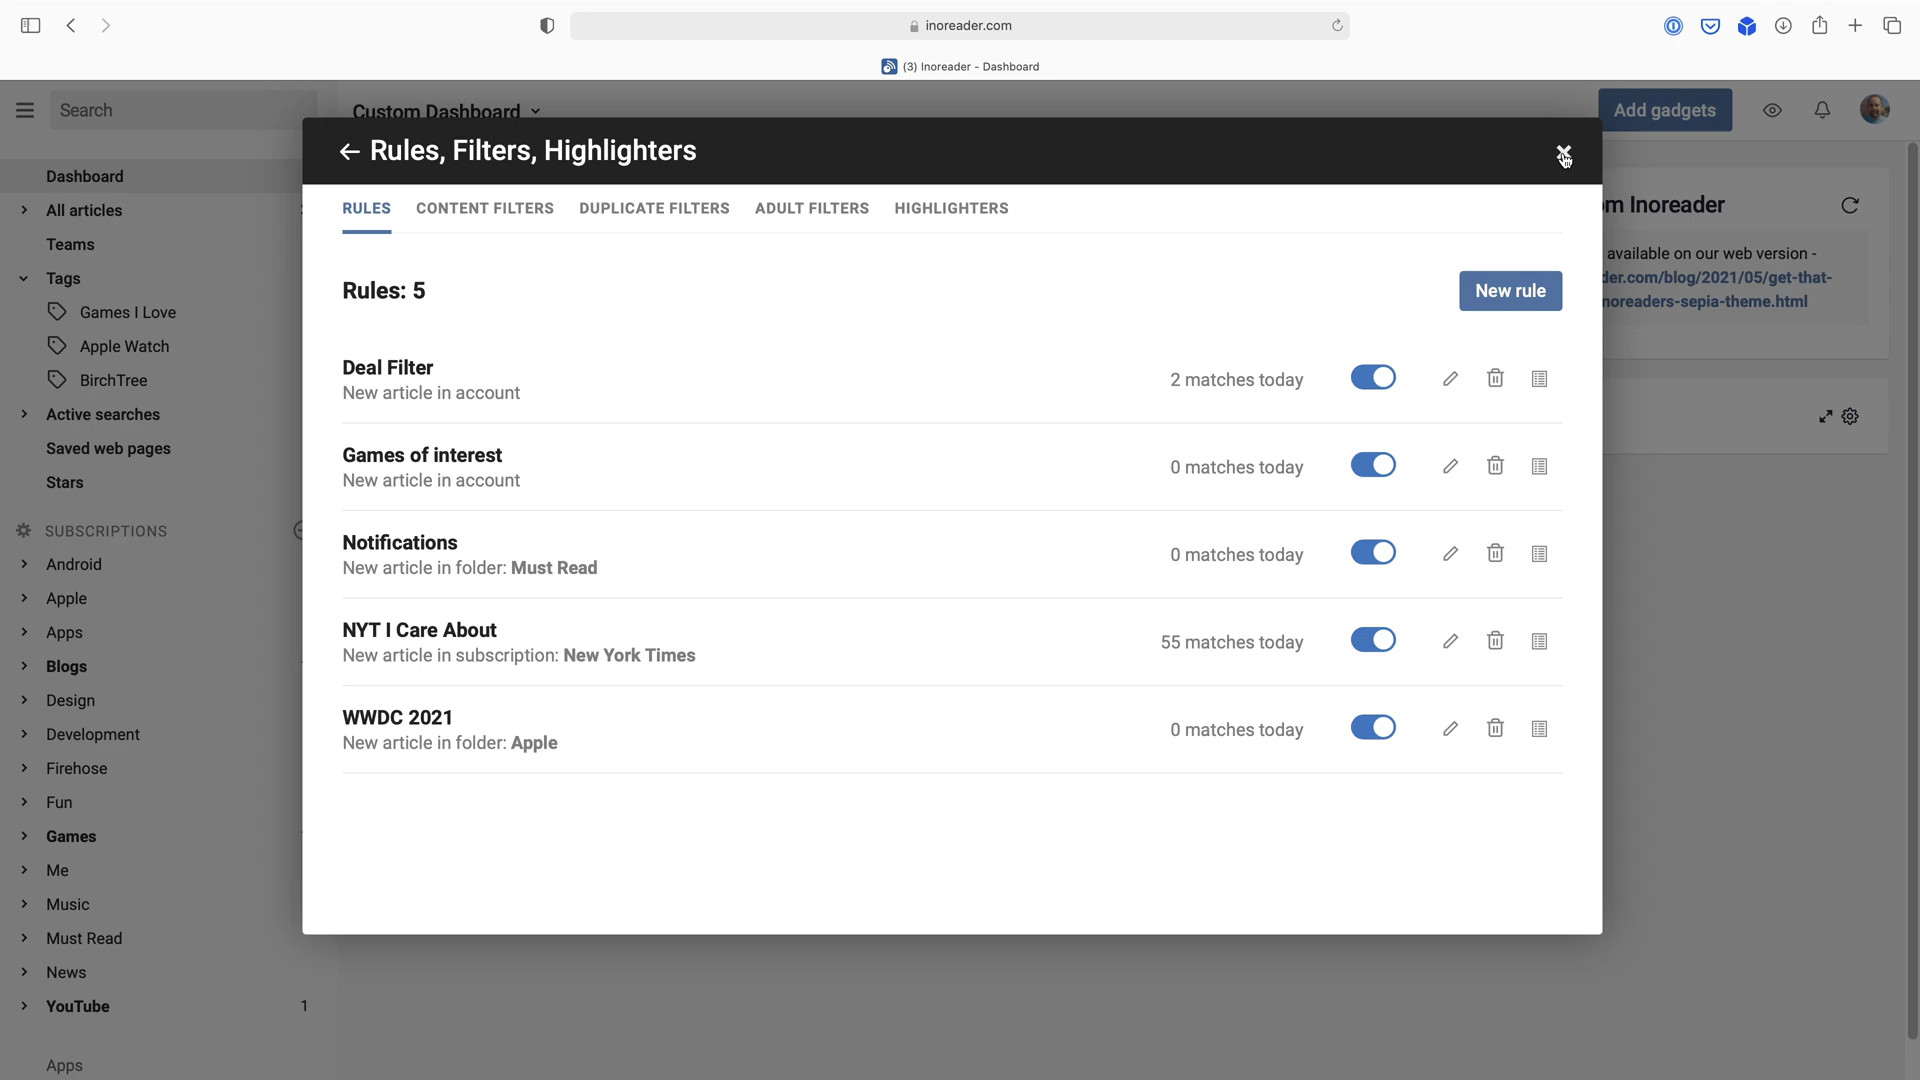 inoreader.com
(3) Inoreader - Dashboard
Search
Custom Dashboard
Add gadgets
Rules, Filters, Highlighters
Dashboard
All articles
Teams
Tags
Games I Love
Apple Watch
BirchTree
Active searches
Saved web pages
Stars
SUBSCRIPTIONS
Android
Apple
Apps
Blogs
Design
Development
Firehose
Fun
Games
Me
Music
Must Read
News
YouTube 1
Apps
RULES CONTENT FILTERS DUPLICATE FILTERS ADULT FILTERS HIGHLIGHTERS
Rules: 5
New rule
Deal Filter
New article in account
2 matches today
Games of interest
New article in account
0 matches today
Notifications
New article in folder: Must Read
0 matches today
NYT I Care About
New article in subscription: New York Times
55 matches today
WWDC 2021
New article in folder: Apple
0 matches today
om Inoreader
available on our web version -
der.com/blog/2021/05/get-that-
noreaders-sepia-theme.html